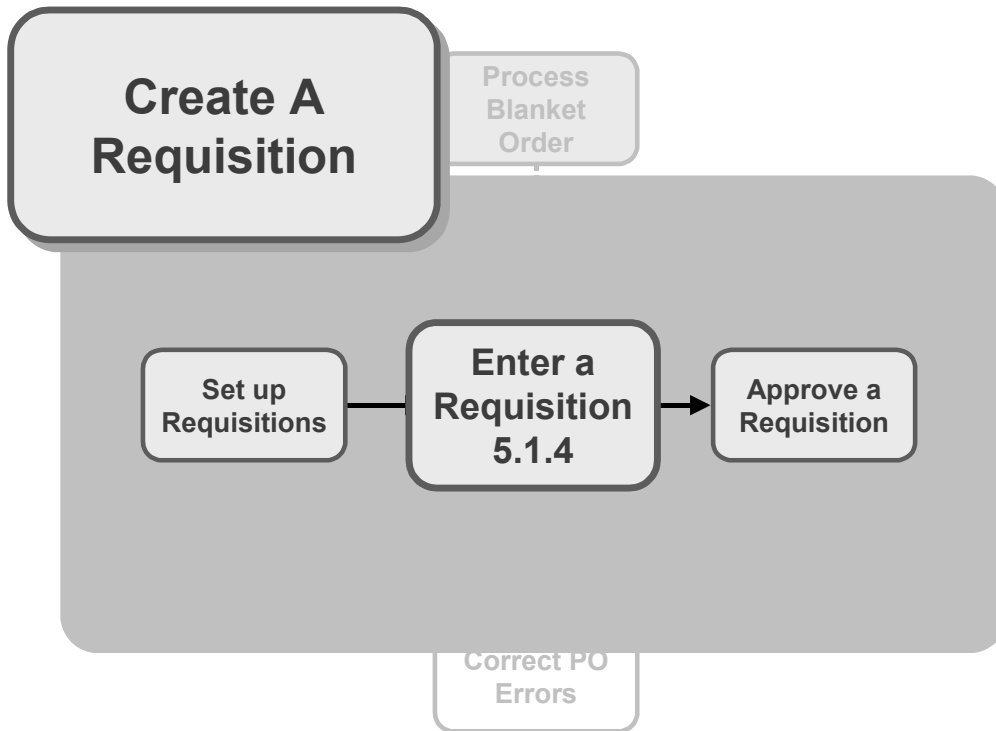 Create A
Requisition
Process
Blanket
Order
Set up
Requisitions
Enter a
Requisition
5.1.4
Approve a
Requisition
Correct PO
Errors